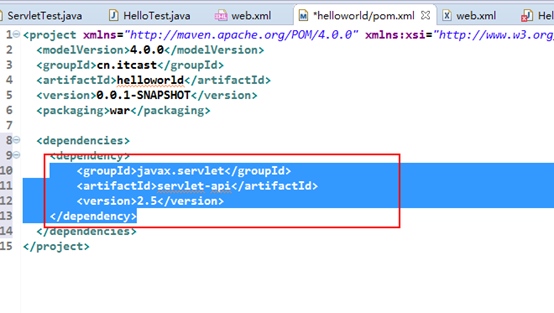 ServletTest.java HelloTest.java web.xml *helloworld/pom.xml web.xml
1 <project xmlns="http://maven.apache.org/POM/4.0.0" xmlns:xsi="http://www.w3.org
2 <modelVersion>4.0.0</modelVersion>
3 <groupId>cn.itcast</groupId>
4 <artifactId>helloworld</artifactId>
5 <version>0.0.1-SNAPSHOT</version>
6 <packaging>war</packaging>
7
8 <dependencies>
9 <dependency>
10 <groupId>javax.servlet</groupId>
11 <artifactId>servlet-api</artifactId>
12 <version>2.5</version>
13 </dependency>
14 </dependencies>
15 </project>